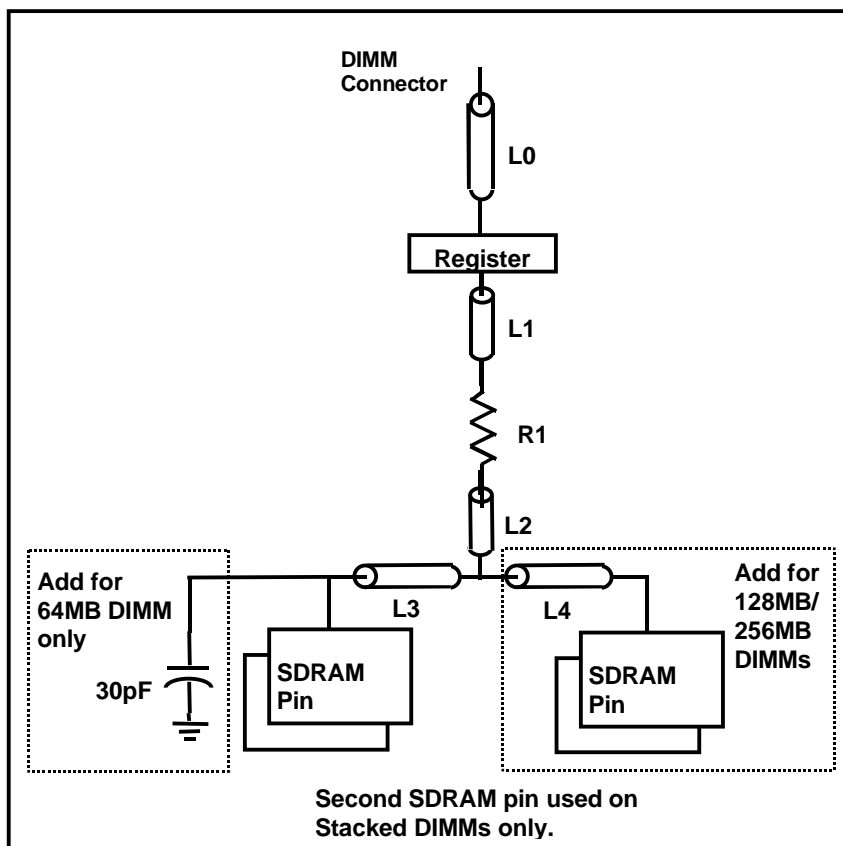 DIMM
Connector
L0
Register
L1
R1
L2
Add for
64MB DIMM
only
L3
L4
Add for
128MB/
256MB
DIMMs
30pF
SDRAM
Pin
SDRAM
Pin
Second SDRAM pin used on
Stacked DIMMs only.